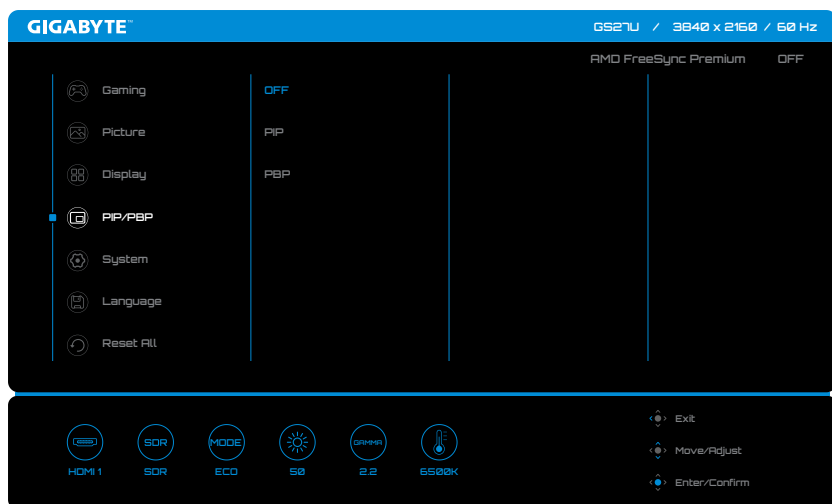 GIGABYTE™ GS27U / 3840 x 2160 / 60 Hz
AMD FreeSync Premium OFF
Gaming OFF
Picture PIP
Display PBP
PIP/PBP
System
Language
Reset All
SDR MODE GAMMA
HDMI 1 SDR ECO 50 2.2 6500K
Exit
Move/Adjust
Enter/Confirm